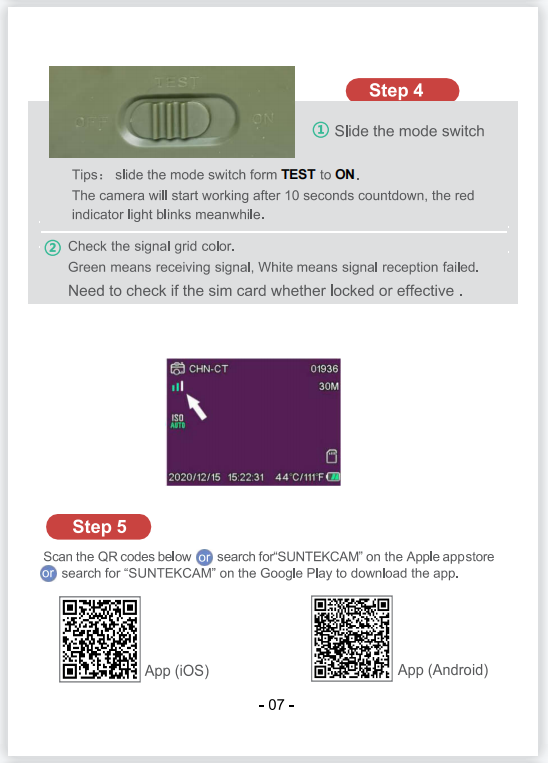 TEST
OFF
ON
Step 4
① Slide the mode switch
Tips： slide the mode switch form TEST to ON.
The camera will start working after 10 seconds countdown, the red
indicator light blinks meanwhile.
② Check the signal grid color.
Green means receiving signal, White means signal reception failed.
Need to check if the sim card whether locked or effective .
CHN-CT 01936
30M
ISO
AUTO
2020/12/15 15:22:31 44°C/111°F
Step 5
Scan the QR codes below or search for“SUNTEKCAM” on the Apple appstore
or search for “SUNTEKCAM” on the Google Play to download the app.
App (iOS)
App (Android)
- 07 -